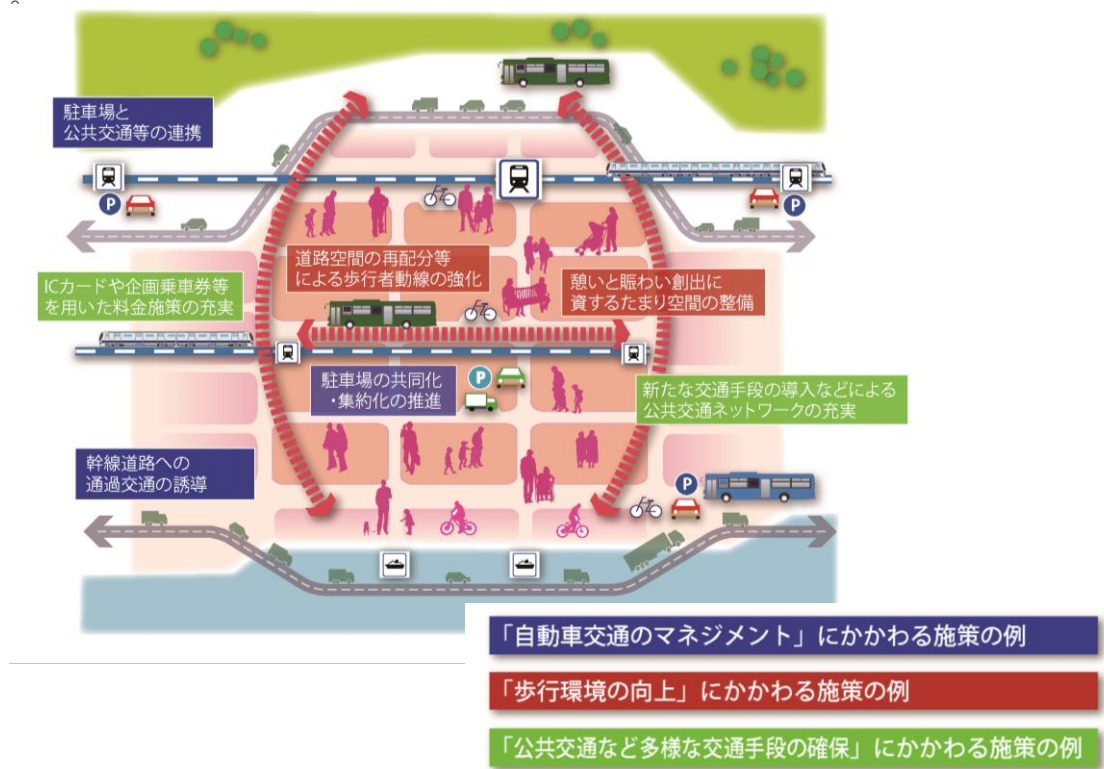 駐車場と
公共交通等の連携
P
P
道路空間の再配分等
による歩行者動線の強化
憩いと賑わい創出に
資するたまり空間の整備
ICカードや企画乗車券等
を用いた料金施策の充実
駐車場の共同化
・集約化の推進
P
新たな交通手段の導入などによる
公共交通ネットワークの充実
幹線道路への
通過交通の誘導
P
「自動車交通のマネジメント」にかかわる施策の例
「歩行環境の向上」にかかわる施策の例
「公共交通など多様な交通手段の確保」にかかわる施策の例